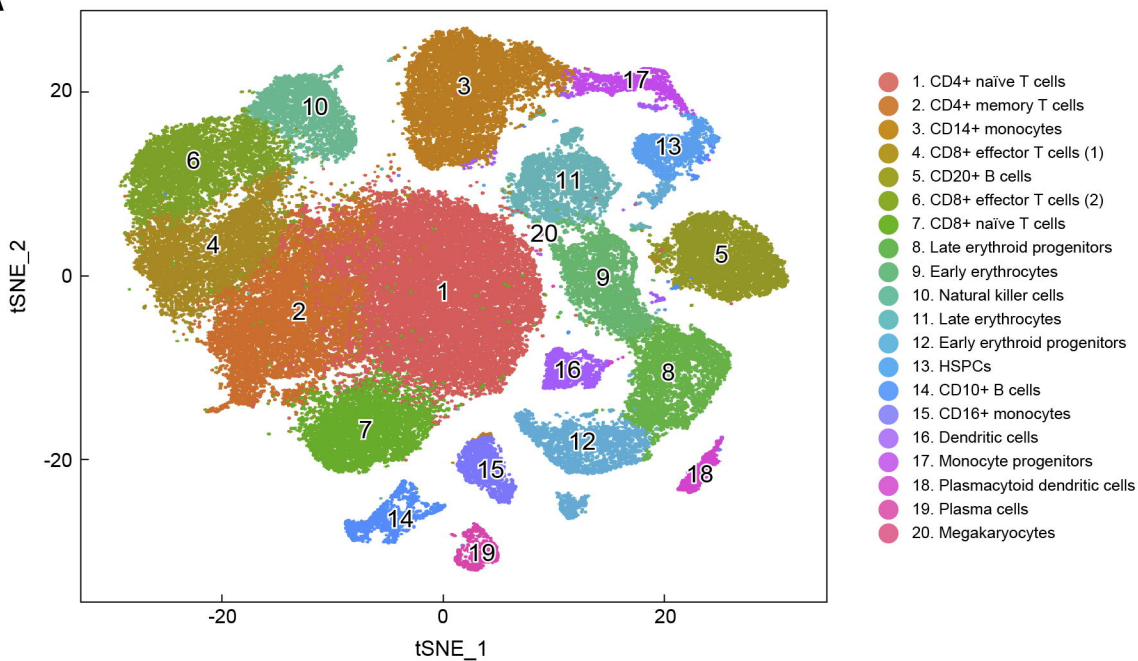 A
3
17
10
20
13
6
11
20
4
5
9
0
1
2
16
8
7
12
-20
15
18
14
19
-20
0
20
tSNE_1
tSNE_2
1. CD4+ naïve T cells
2. CD4+ memory T cells
3. CD14+ monocytes
4. CD8+ effector T cells (1)
5. CD20+ B cells
6. CD8+ effector T cells (2)
7. CD8+ naïve T cells
8. Late erythroid progenitors
9. Early erythrocytes
10. Natural killer cells
11. Late erythrocytes
12. Early erythroid progenitors
13. HSPCs
14. CD10+ B cells
15. CD16+ monocytes
16. Dendritic cells
17. Monocyte progenitors
18. Plasmacytoid dendritic cells
19. Plasma cells
20. Megakaryocytes